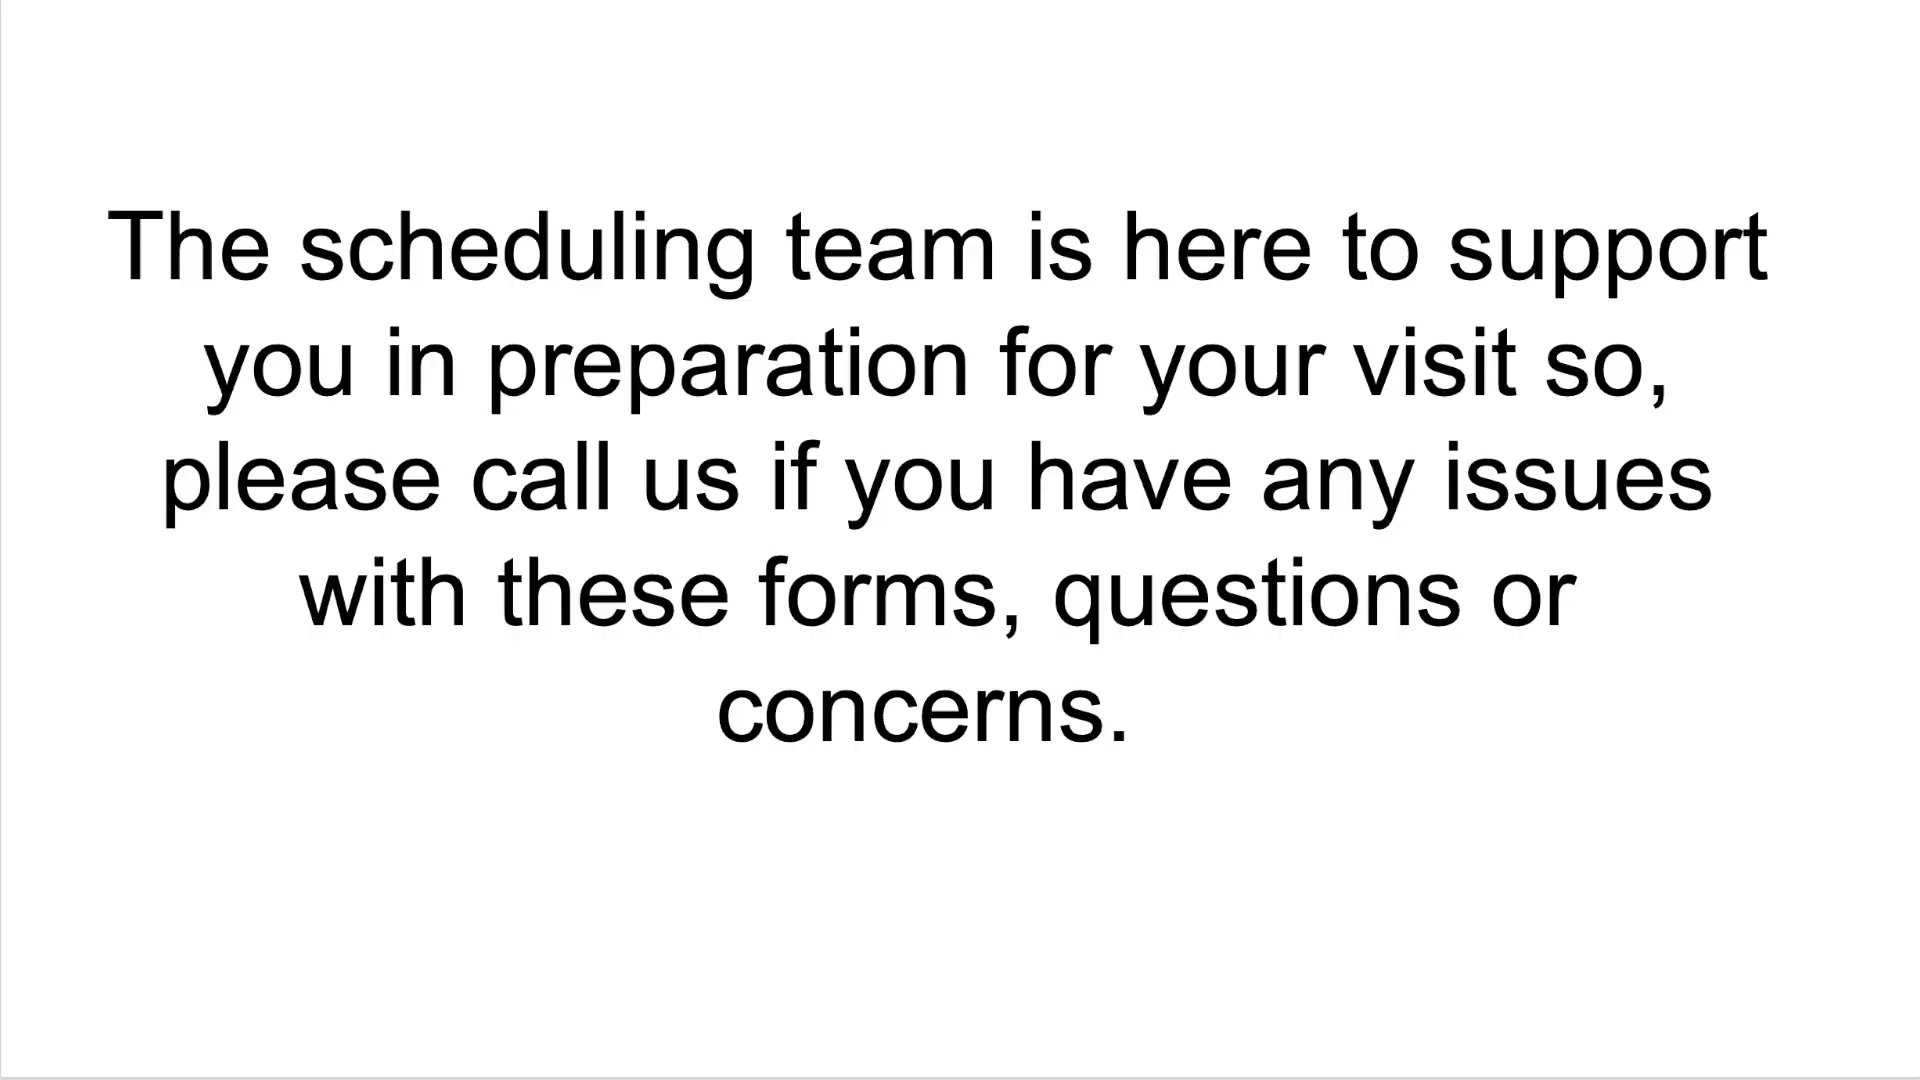 The scheduling team is here to support
you in preparation for your visit so,
please call us if you have any issues
with these forms, questions or
concerns.